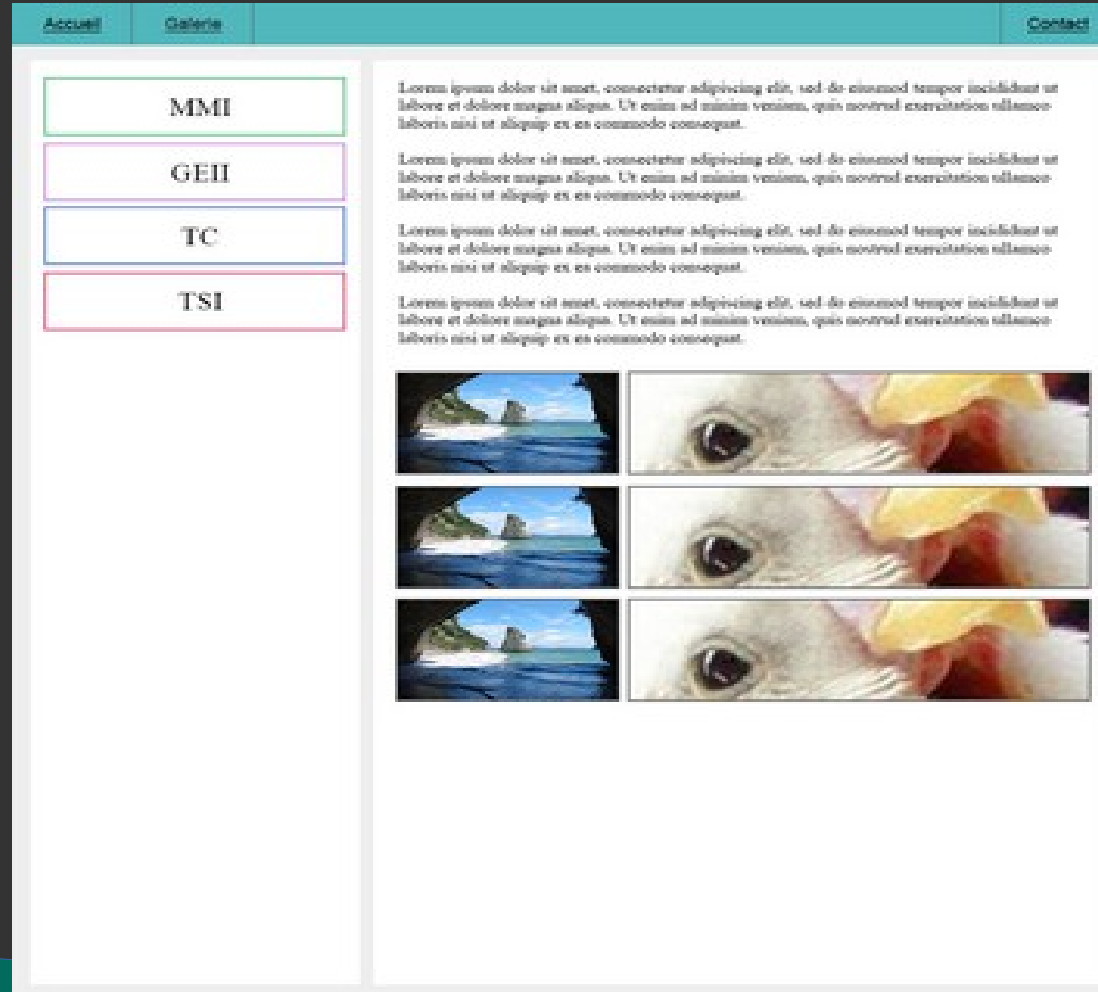 Accueil
Galerie
Contact
MMI
GEII
TC
TSI
Lorem ipsum dolor sit amet, consectetur adipiscing elit, sed do eiusmod tempor incididunt ut
labore et dolore magna aliqua. Ut enim ad minim veniam, quis nostrud exercitation ullamco
laboris nisi ut aliquip ex ea commodo consequat.
Lorem ipsum dolor sit amet, consectetur adipiscing elit, sed do eiusmod tempor incididunt ut
labore et dolore magna aliqua. Ut enim ad minim veniam, quis nostrud exercitation ullamco
laboris nisi ut aliquip ex ea commodo consequat.
Lorem ipsum dolor sit amet, consectetur adipiscing elit, sed do eiusmod tempor incididunt ut
labore et dolore magna aliqua. Ut enim ad minim veniam, quis nostrud exercitation ullamco
laboris nisi ut aliquip ex ea commodo consequat.
Lorem ipsum dolor sit amet, consectetur adipiscing elit, sed do eiusmod tempor incididunt ut
labore et dolore magna aliqua. Ut enim ad minim veniam, quis nostrud exercitation ullamco
laboris nisi ut aliquip ex ea commodo consequat.